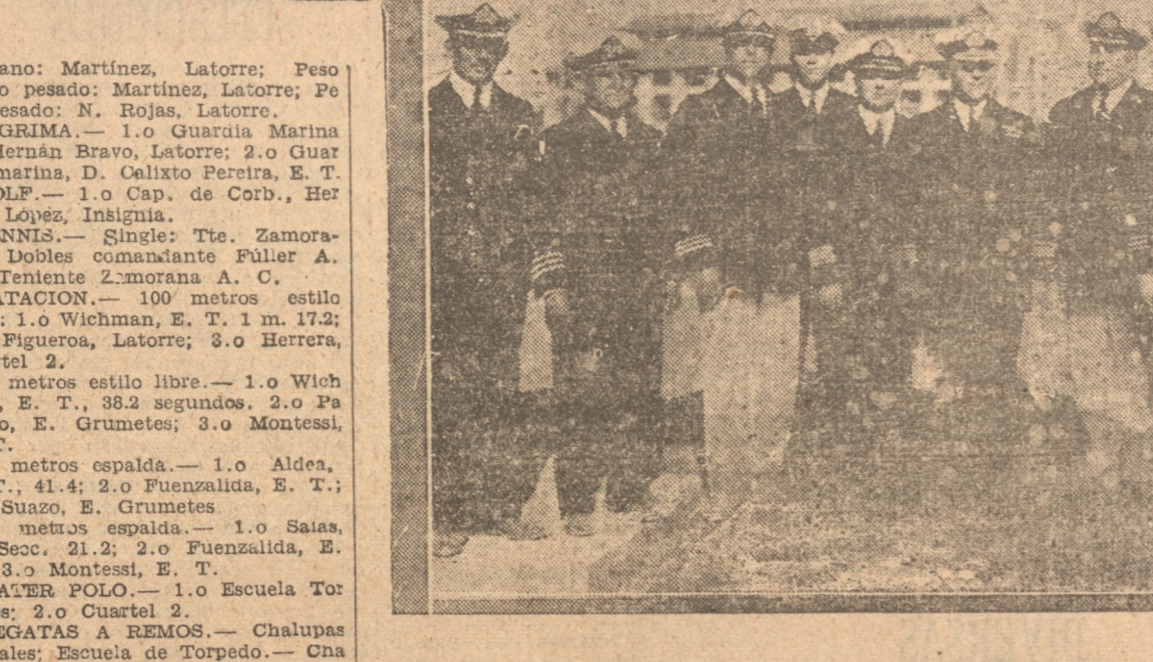 ano: Martínez, Latorre; Peso
o pesado: Martínez, Latorre; Pe
esado: N. Rojas, Latorre.
GRIMA.— 1.o Guardia Marina
Hernán Bravo, Latorre; 2.o Guar
marina, D. Calixto Pereira, E. T.
OLF.— 1.o Cap. de Corb., Her
López, Insignia.
ENNIS.— Single: Tte. Zamora-
Dobles comandante Fúller A.
Teniente Zamorana A. C.
ATACION.— 100 metros estilo
: 1.o Wichman, E. T. 1 m. 17.2;
Figueroa, Latorre; 3.o Herrera,
rtel 2.
metros estilo libre.— 1.o Wich
, E. T., 38.2 segundos. 2.o Pa
o, E. Grumetes; 3.o Montessi,
T.
metros espalda.— 1.o Aldea,
T., 41.4; 2.o Fuenzalida, E. T.;
Suazo, E. Grumetes
metros espalda.— 1.o Salas,
Secc. 21.2; 2.o Fuenzalida, E.
3.o Montessi, E. T.
ATER POLO.— 1.o Escuela Tor
s; 2.o Cuartel 2.
EGATAS A REMOS.— Chalupas
ales; Escuela de Torpedo.— Cha